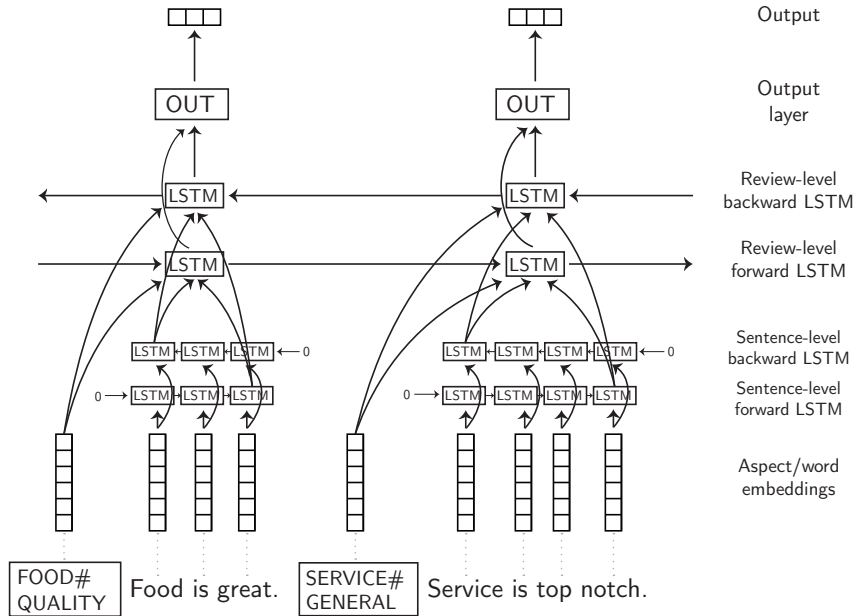 Output
OUT OUT Output
layer
LSTM LSTM Review-level
backward LSTM
LSTM LSTM Review-level
forward LSTM
LSTM LSTM LSTM 0 LSTM LSTM LSTM LSTM 0 Sentence-level
backward LSTM
0 LSTM LSTM LSTM 0 LSTM LSTM LSTM LSTM Sentence-level
forward LSTM
Aspect/word
embeddings
FOOD#
QUALITY
Food is great.
SERVICE#
GENERAL
Service is top notch.